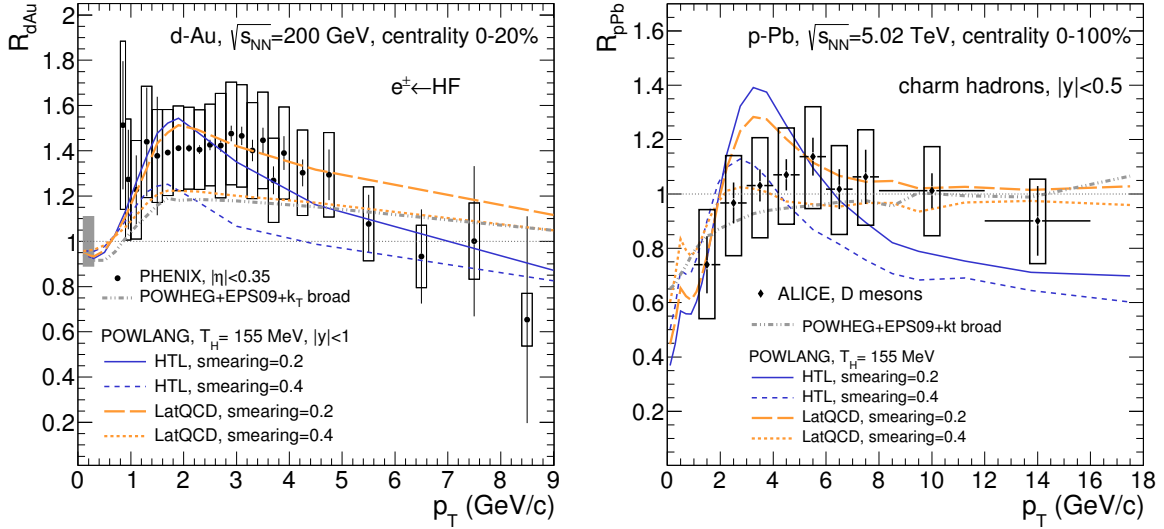 R_dAu
2
1.8
1.6
1.4
1.2
1
0.8
0.6
0.4
0.2
d-Au, √s_NN=200 GeV, centrality 0-20%
e±←HF
PHENIX, |η|<0.35
POWHEG+EPS09+k_T broad
POWLANG, T_H= 155 MeV, |y|<1
HTL, smearing=0.2
HTL, smearing=0.4
LatQCD, smearing=0.2
LatQCD, smearing=0.4
0 1 2 3 4 5 6 7 8 9
p_T (GeV/c)
R_pPb
1.6
1.4
1.2
1
0.8
0.6
0.4
0.2
p-Pb, √s_NN=5.02 TeV, centrality 0-100%
charm hadrons, |y|<0.5
ALICE, D mesons
POWHEG+EPS09+kt broad
POWLANG, T_H= 155 MeV
HTL, smearing=0.2
HTL, smearing=0.4
LatQCD, smearing=0.2
LatQCD, smearing=0.4
0 2 4 6 8 10 12 14 16 18
p_T (GeV/c)